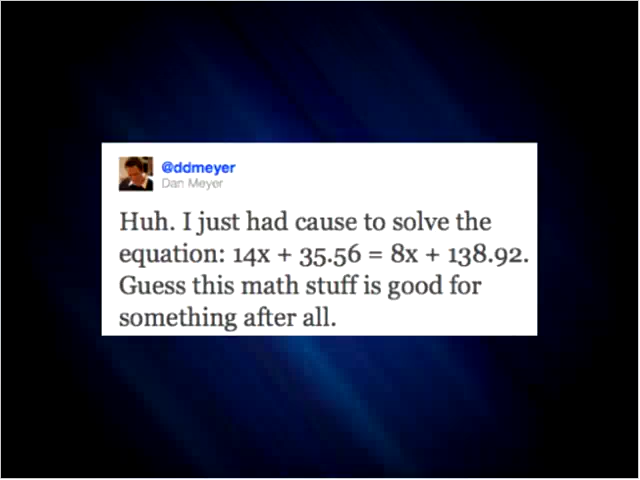 @ddmeyer
Dan Meyer
Huh. I just had cause to solve the
equation: 14x + 35.56 = 8x + 138.92.
Guess this math stuff is good for
something after all.